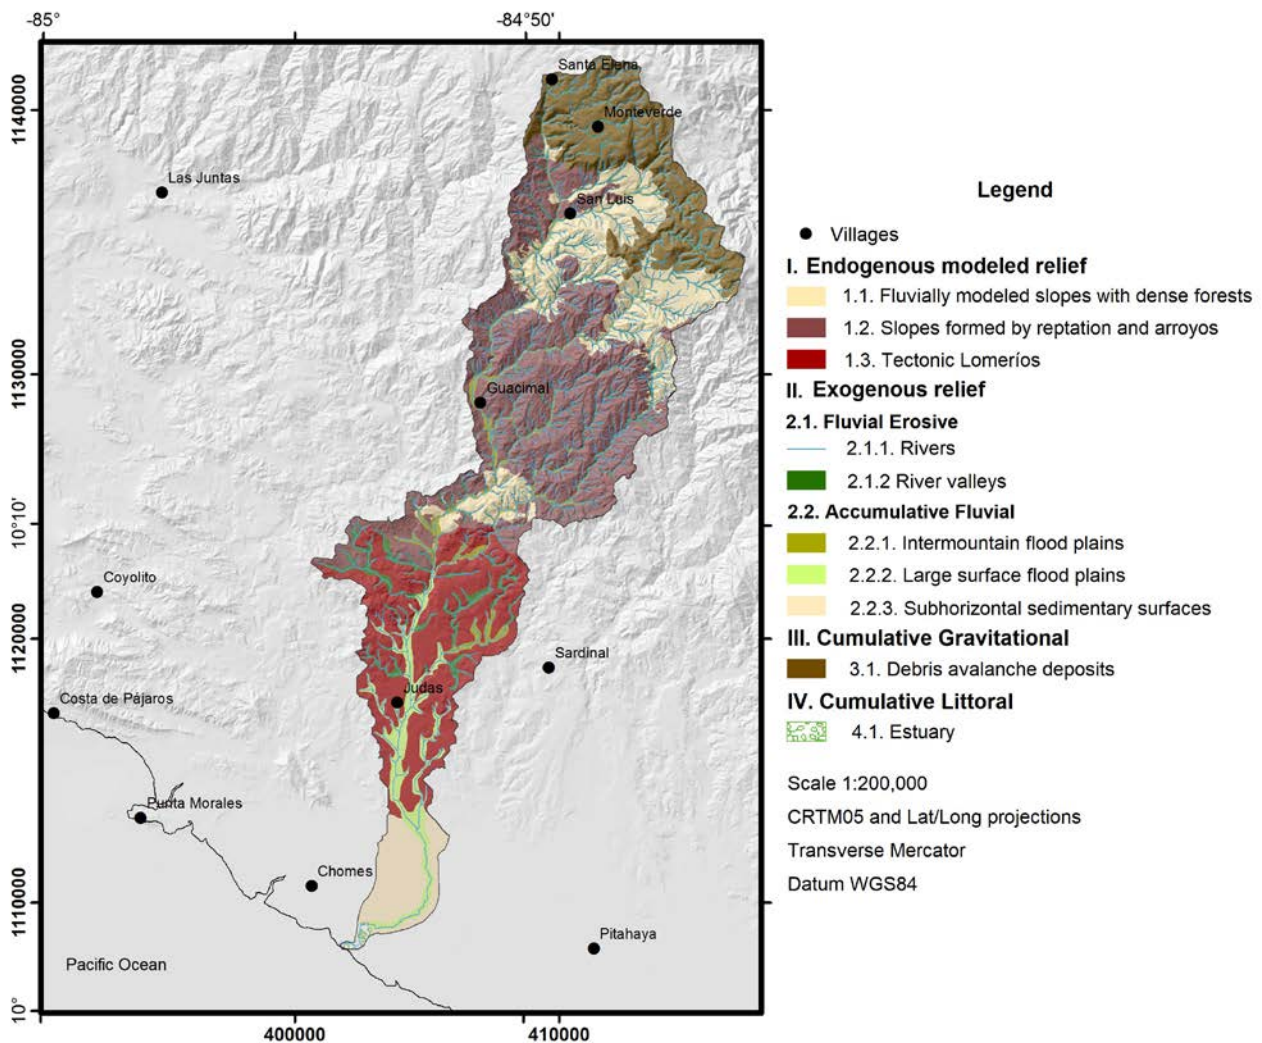 -85°
-84°50'
1140000
1130000
10°10'
1120000
1110000
10°
400000
410000
Santa Elena
Monteverde
Las Juntas
San Luis
Guacimal
Coyolito
Sardinal
Judas
Costa de Pájaros
Punta Morales
Chomes
Pitahaya
Pacific Ocean
Legend
Villages
I. Endogenous modeled relief
1.1. Fluvially modeled slopes with dense forests
1.2. Slopes formed by reptation and arroyos
1.3. Tectonic Lomeríos
II. Exogenous relief
2.1. Fluvial Erosive
2.1.1. Rivers
2.1.2 River valleys
2.2. Accumulative Fluvial
2.2.1. Intermountain flood plains
2.2.2. Large surface flood plains
2.2.3. Subhorizontal sedimentary surfaces
III. Cumulative Gravitational
3.1. Debris avalanche deposits
IV. Cumulative Littoral
4.1. Estuary
Scale 1:200,000
CRTM05 and Lat/Long projections
Transverse Mercator
Datum WGS84